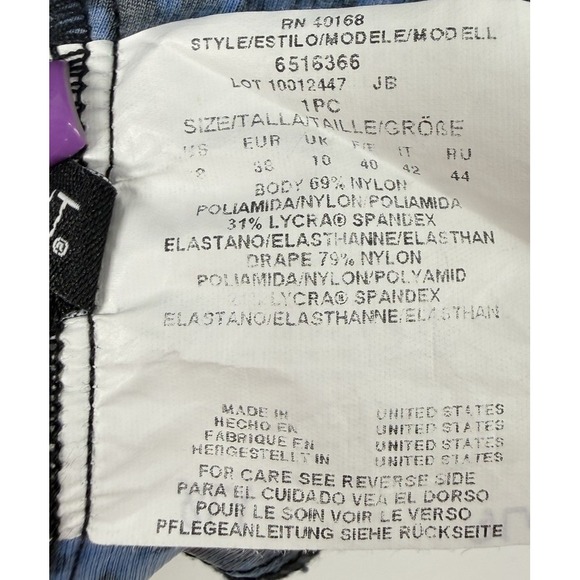 RN 40168
STYLE/ESTILO/MODELE/MODELL
6516366
LOT 10012447 JB
1PC
SIZE/TALLA/TAILLE/GRÖßE
EUR UK IT RU
38 10 40 42 44
BODY 69% NYLON
POLIAMIDA/NYLON/POLIAMIDA
31% LYCRA® SPANDEX
ELASTANO/ELASTHANNE/ELASTHAN
DRAPE 79% NYLON
POLIAMIDA/NYLON/POLYAMID
LYCRA® SPANDEX
ELASTANO/ELASTHANNE/ELASTHAN
MADE IN UNITED STATES
HECHO EN UNITED STATES
FABRIQUE EN UNITED STATES
HERGESTELLT IN UNITED STATES
FOR CARE SEE REVERSE SIDE
PARA EL CUIDADO VEA EL DORSO
POUR LE SOIN VOIR LE VERSO
PFLEGEANLEITUNG SIEHE RÜCKSEITE